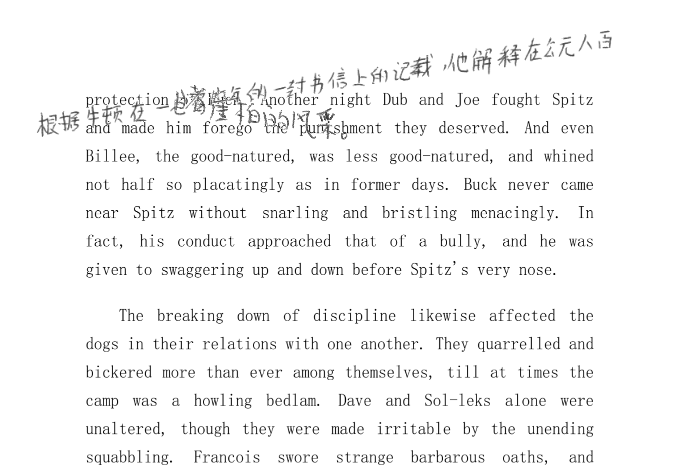 根据牛顿在一 年的一封书信上的记载,他解释在公元八百
的风票。
protection Another night Dub and Joe fought Spitz
and made him forego the punishment they deserved. And even
Billee, the good-natured, was less good-natured, and whined
not half so placatingly as in former days. Buck never came
near Spitz without snarling and bristling menacingly. In
fact, his conduct approached that of a bully, and he was
given to swaggering up and down before Spitz's very nose.
The breaking down of discipline likewise affected the
dogs in their relations with one another. They quarrelled and
bickered more than ever among themselves, till at times the
camp was a howling bedlam. Dave and Sol-leks alone were
unaltered, though they were made irritable by the unending
squabbling. Francois swore strange barbarous oaths, and